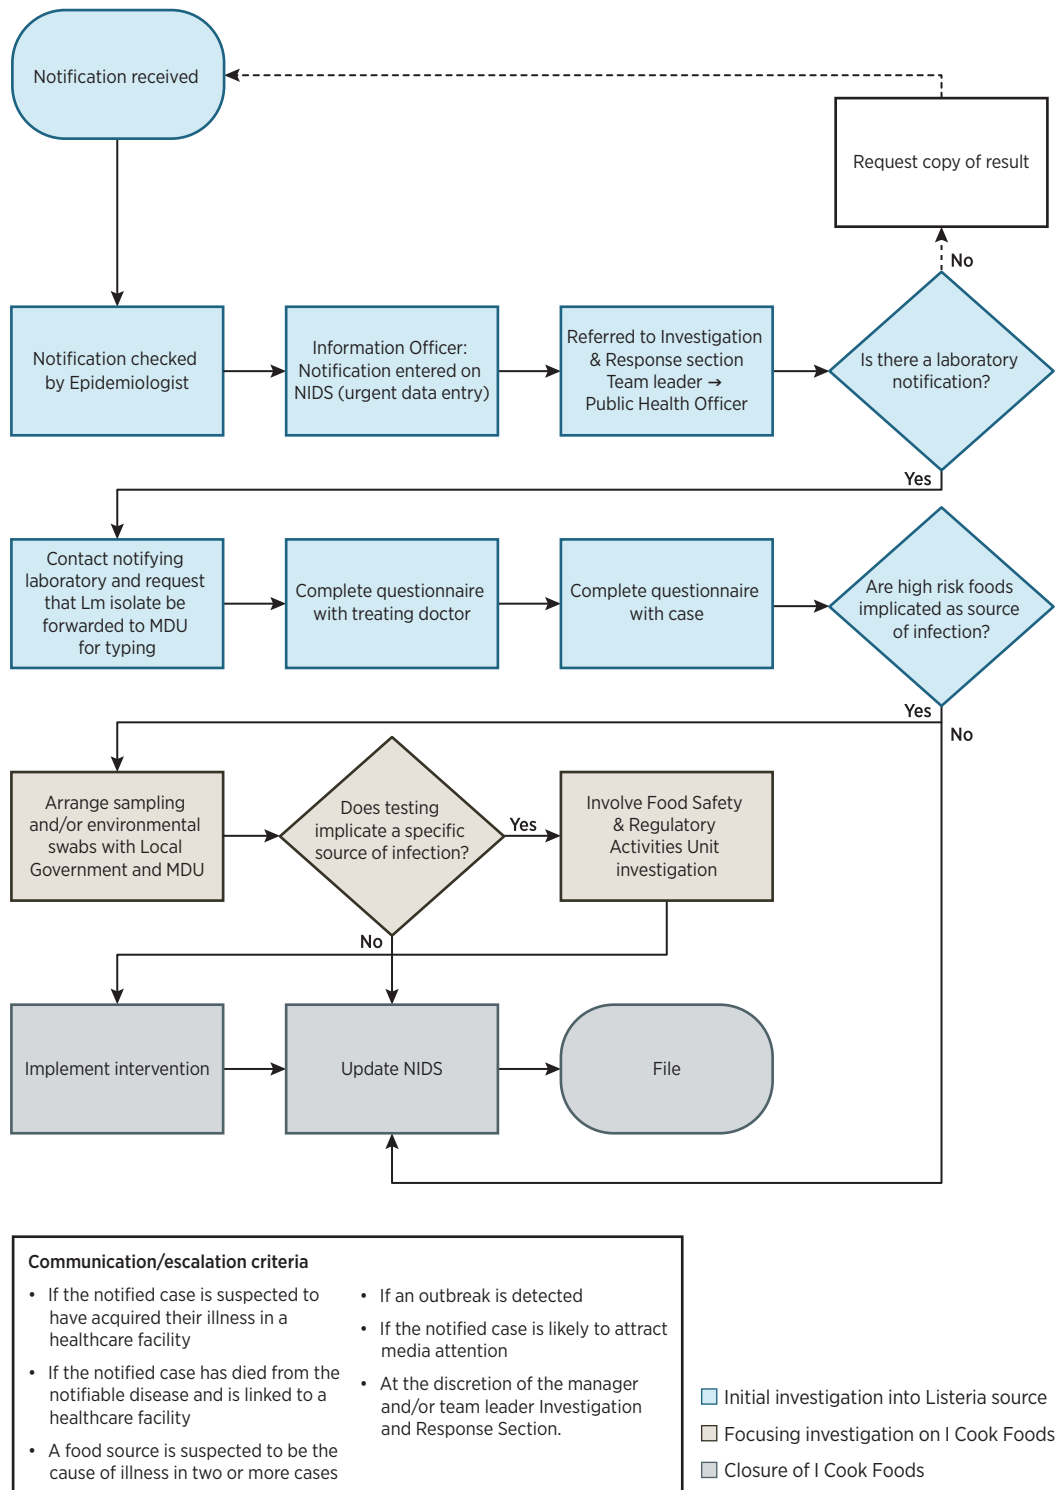 Notification received
Request copy of result
No
Notification checked
by Epidemiologist
Information Officer:
Notification entered on
NIDS (urgent data entry)
Referred to Investigation
& Response section
Team leader →
Public Health Officer
Is there a laboratory
notification?
Yes
Contact notifying
laboratory and request
that Lm isolate be
forwarded to MDU
for typing
Complete questionnaire
with treating doctor
Complete questionnaire
with case
Are high risk foods
implicated as source
of infection?
Yes
No
Arrange sampling
and/or environmental
swabs with Local
Government and MDU
Does testing
implicate a specific
source of infection?
Yes
Involve Food Safety
& Regulatory
Activities Unit
investigation
No
Implement intervention
Update NIDS
File
Communication/escalation criteria
• If the notified case is suspected to
have acquired their illness in a
healthcare facility
• If the notified case has died from the
notifiable disease and is linked to a
healthcare facility
• A food source is suspected to be the
cause of illness in two or more cases
• If an outbreak is detected
• If the notified case is likely to attract
media attention
• At the discretion of the manager
and/or team leader Investigation
and Response Section.
Initial investigation into Listeria source
Focusing investigation on I Cook Foods
Closure of I Cook Foods